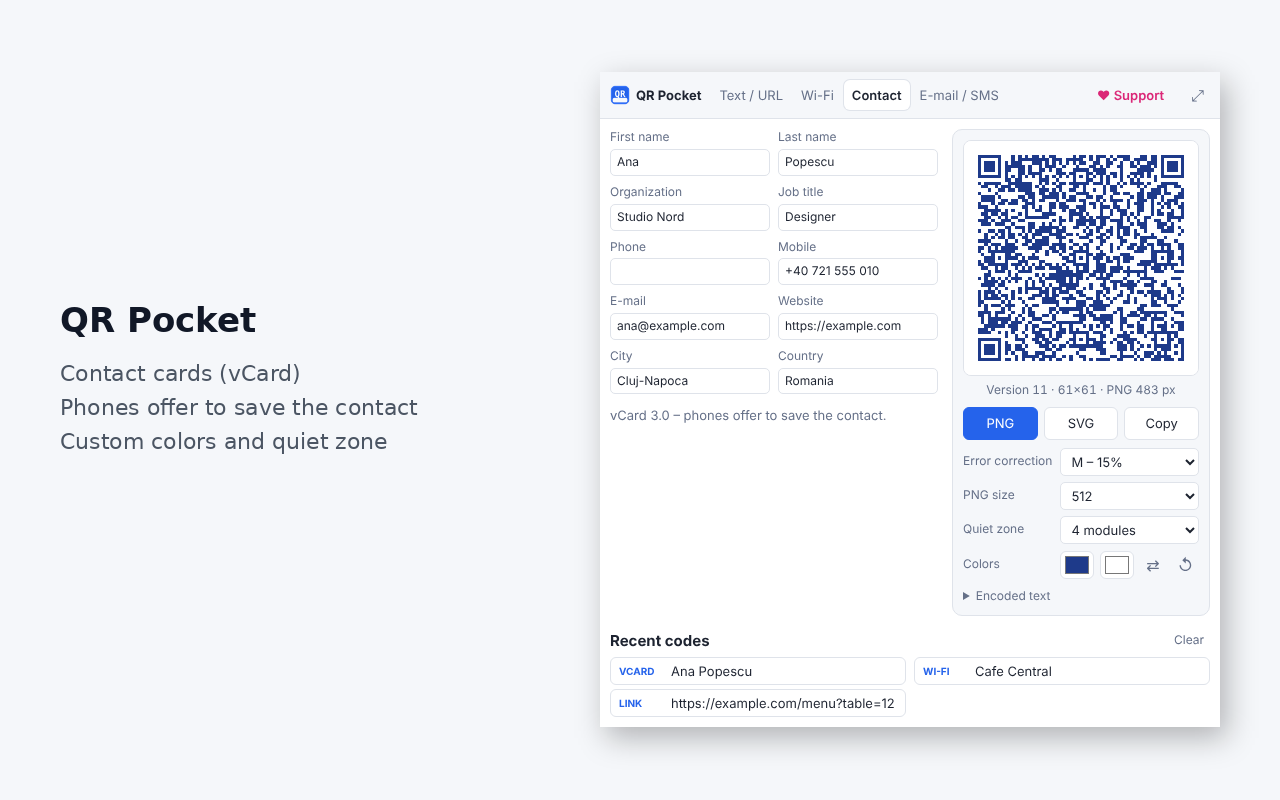 QR Pocket
Contact cards (vCard)
Phones offer to save the contact
Custom colors and quiet zone
QR
QR Pocket
Text / URL
Wi-Fi
Contact
E-mail / SMS
♥ Support
First name
Last name
Ana
Popescu
Organization
Job title
Studio Nord
Designer
Phone
Mobile
+40 721 555 010
E-mail
Website
ana@example.com
https://example.com
City
Country
Cluj-Napoca
Romania
vCard 3.0 – phones offer to save the contact.
Version 11 · 61×61 · PNG 483 px
PNG
SVG
Copy
Error correction
M – 15%
PNG size
512
Quiet zone
4 modules
Colors
Encoded text
Recent codes
Clear
VCARD
Ana Popescu
WI-FI
Cafe Central
LINK
https://example.com/menu?table=12